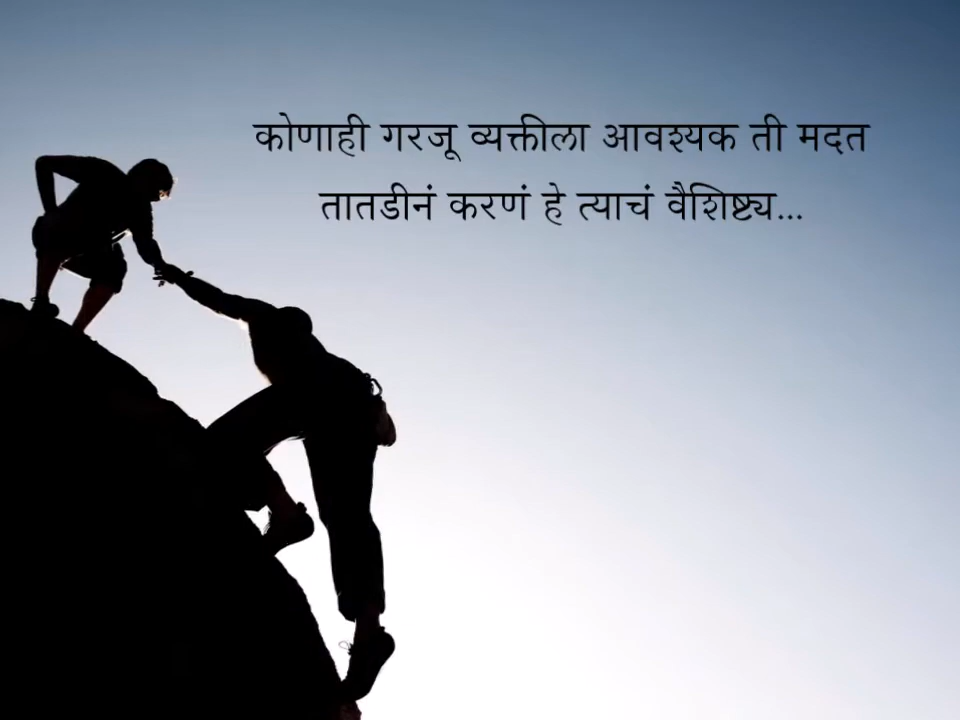 कोणाही गरजू व्यक्तीला आवश्यक ती मदत
तातडीनं करणं हे त्याचं वैशिष्ट्य...